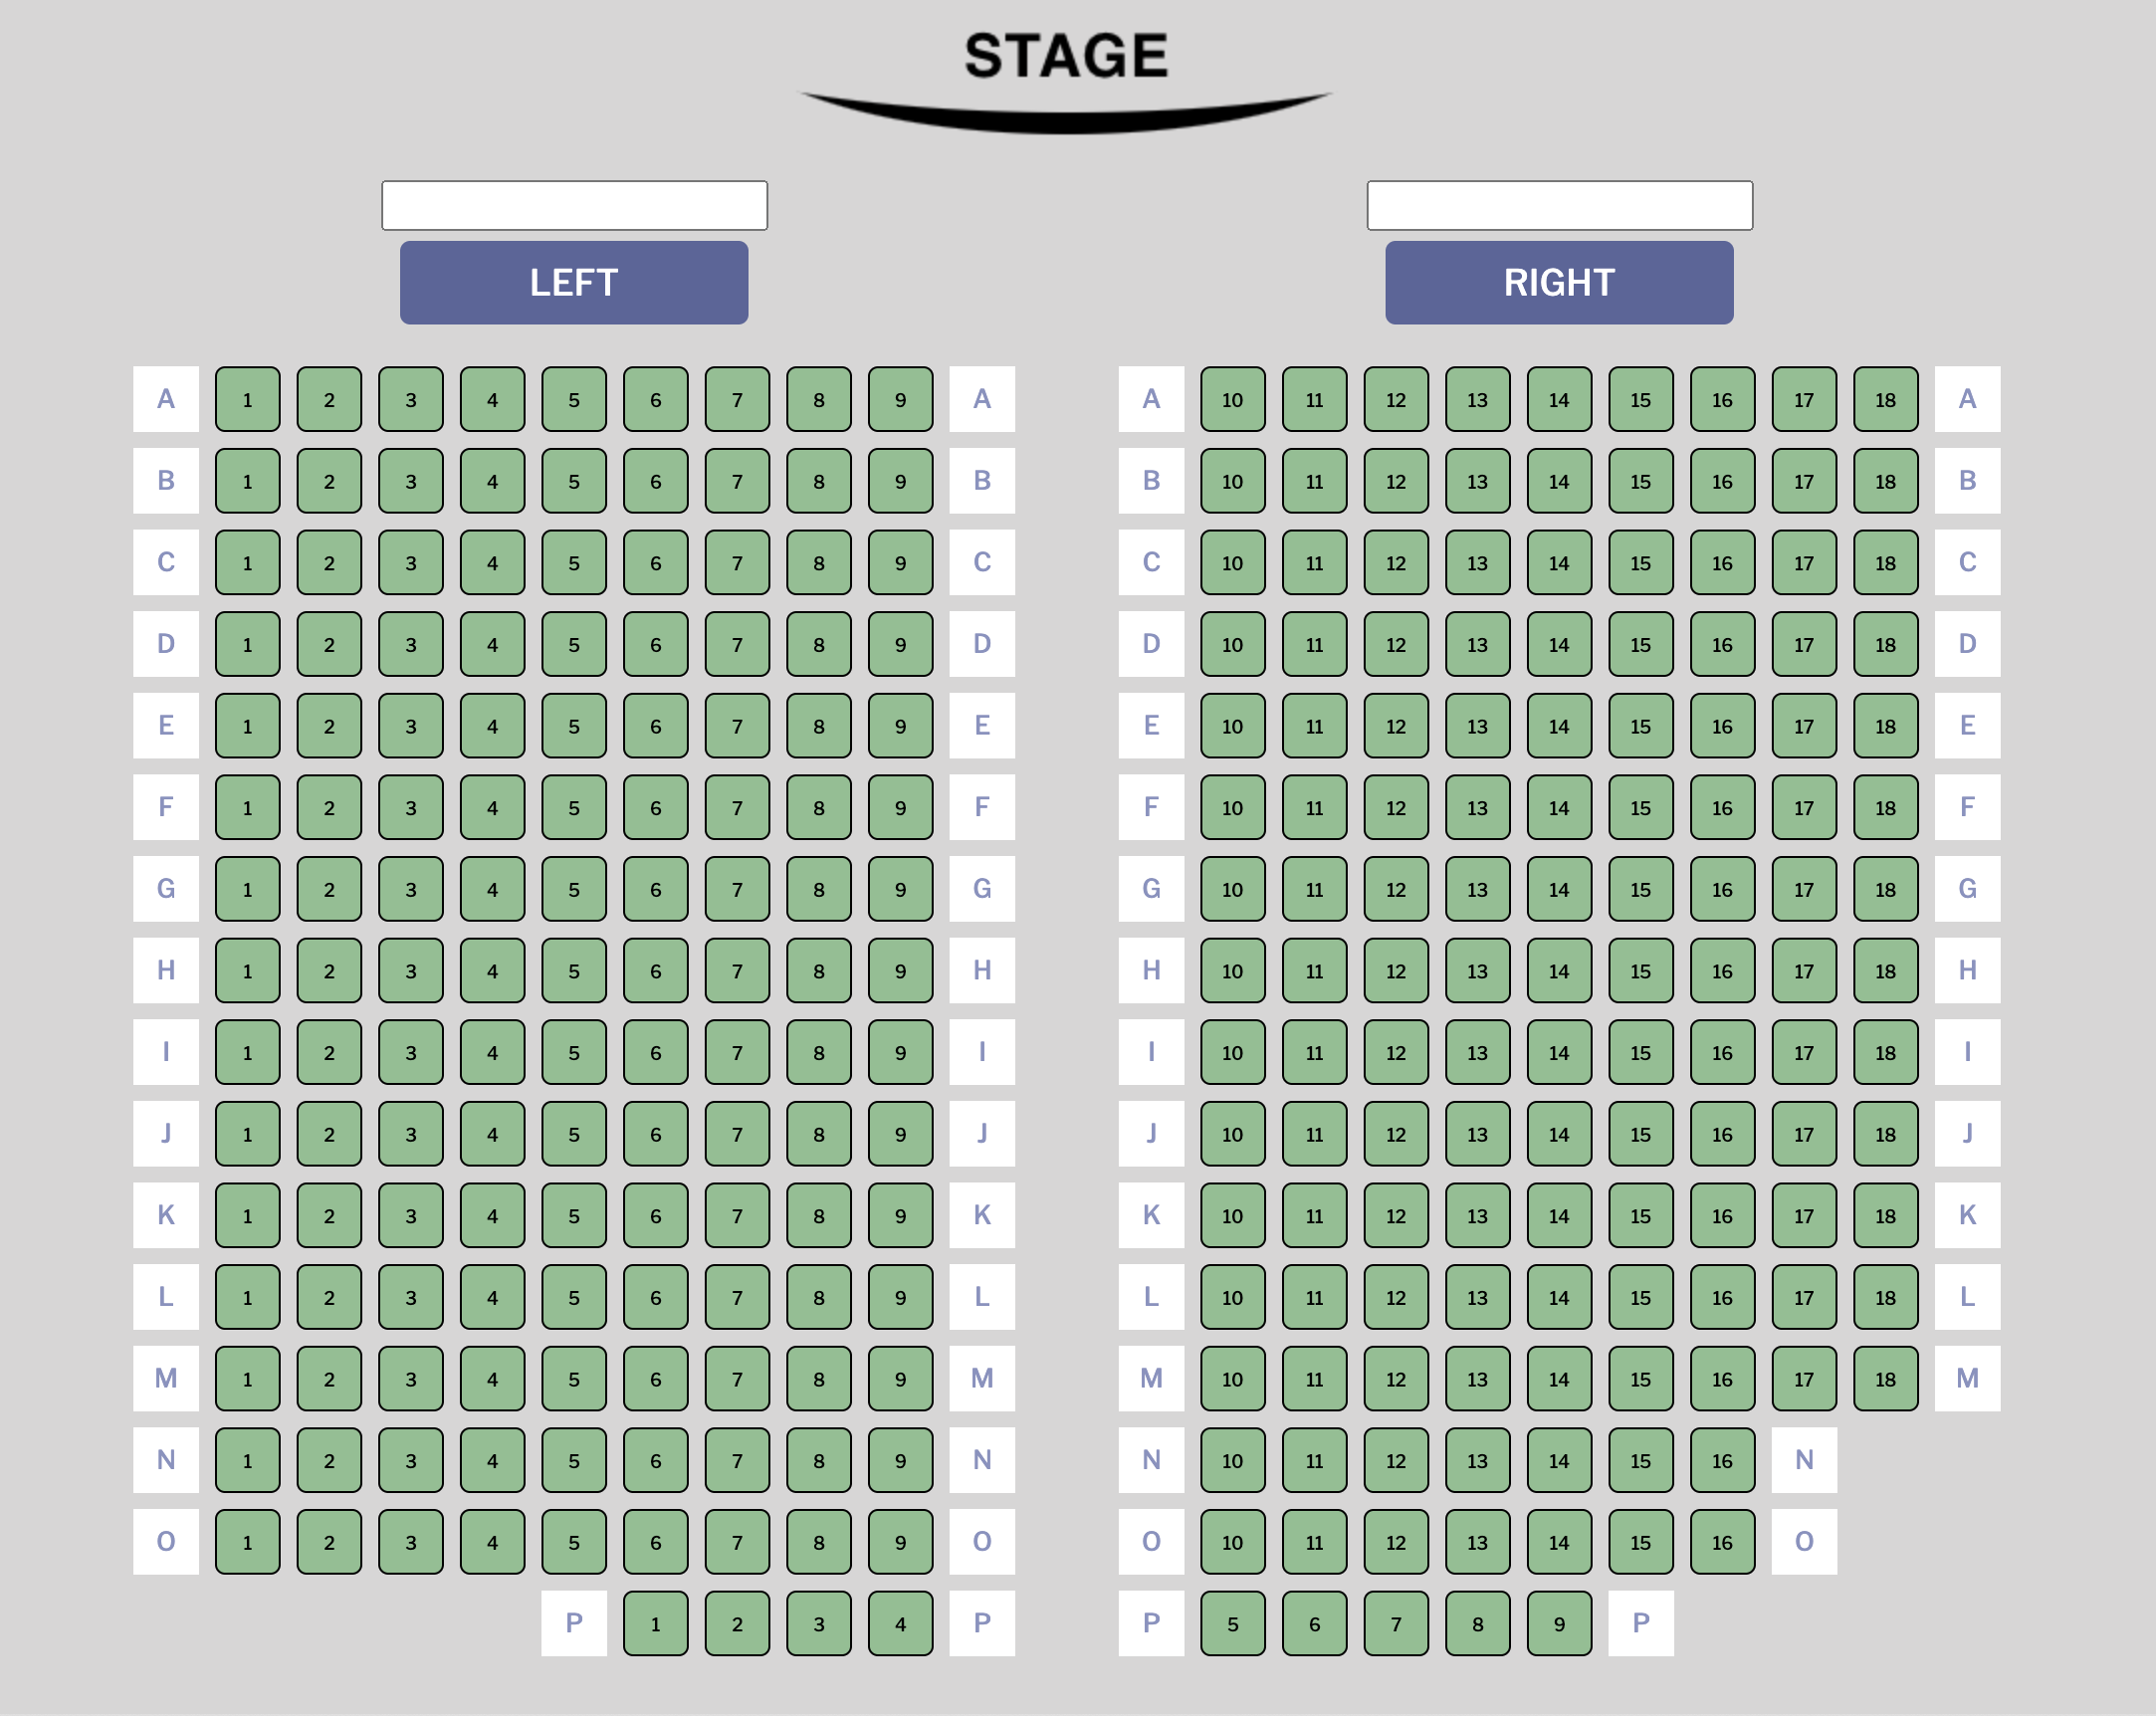 STAGE
LEFT RIGHT
A 1 2 3 4 5 6 7 8 9 A A 10 11 12 13 14 15 16 17 18 A
B 1 2 3 4 5 6 7 8 9 B B 10 11 12 13 14 15 16 17 18 B
C 1 2 3 4 5 6 7 8 9 C C 10 11 12 13 14 15 16 17 18 C
D 1 2 3 4 5 6 7 8 9 D D 10 11 12 13 14 15 16 17 18 D
E 1 2 3 4 5 6 7 8 9 E E 10 11 12 13 14 15 16 17 18 E
F 1 2 3 4 5 6 7 8 9 F F 10 11 12 13 14 15 16 17 18 F
G 1 2 3 4 5 6 7 8 9 G G 10 11 12 13 14 15 16 17 18 G
H 1 2 3 4 5 6 7 8 9 H H 10 11 12 13 14 15 16 17 18 H
I 1 2 3 4 5 6 7 8 9 I I 10 11 12 13 14 15 16 17 18 I
J 1 2 3 4 5 6 7 8 9 J J 10 11 12 13 14 15 16 17 18 J
K 1 2 3 4 5 6 7 8 9 K K 10 11 12 13 14 15 16 17 18 K
L 1 2 3 4 5 6 7 8 9 L L 10 11 12 13 14 15 16 17 18 L
M 1 2 3 4 5 6 7 8 9 M M 10 11 12 13 14 15 16 17 18 M
N 1 2 3 4 5 6 7 8 9 N N 10 11 12 13 14 15 16 N
O 1 2 3 4 5 6 7 8 9 O O 10 11 12 13 14 15 16 O
P 1 2 3 4 P P 5 6 7 8 9 P